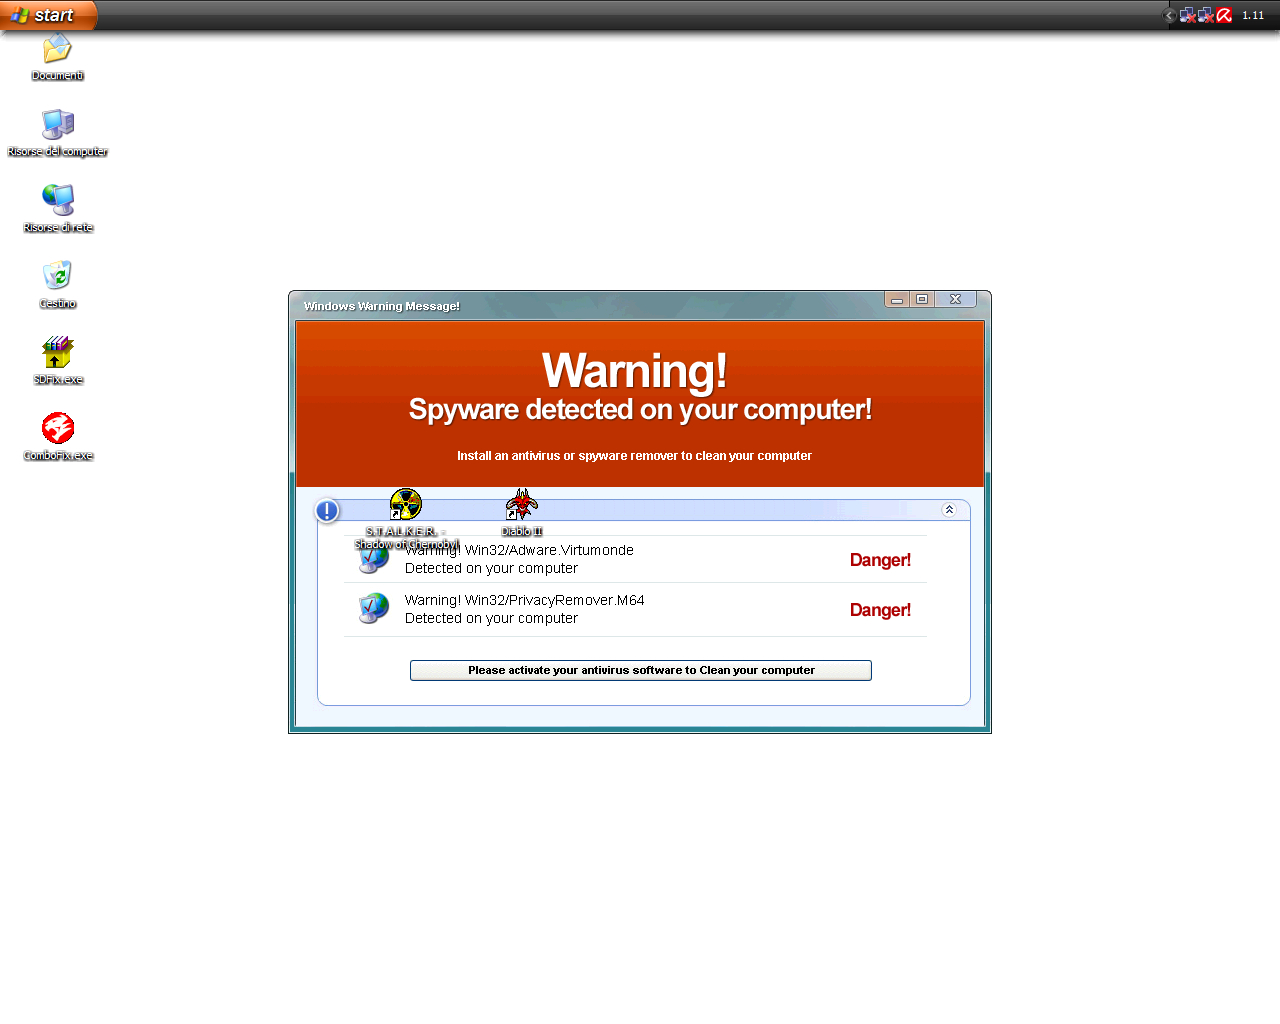 start
1.11
Documenti
Risorse del computer
Risorse di rete
Cestino
SDFix.exe
ComboFix.exe
Windows Warning Message!
Warning!
Spyware detected on your computer!
Install an antivirus or spyware remover to clean your computer
S.T.A.L.K.E.R. -
Shadow of Chernobyl
Diablo II
Warning! Win32/Adware.Virtumonde
Detected on your computer
Danger!
Warning! Win32/PrivacyRemover.M64
Detected on your computer
Danger!
Please activate your antivirus software to Clean your computer